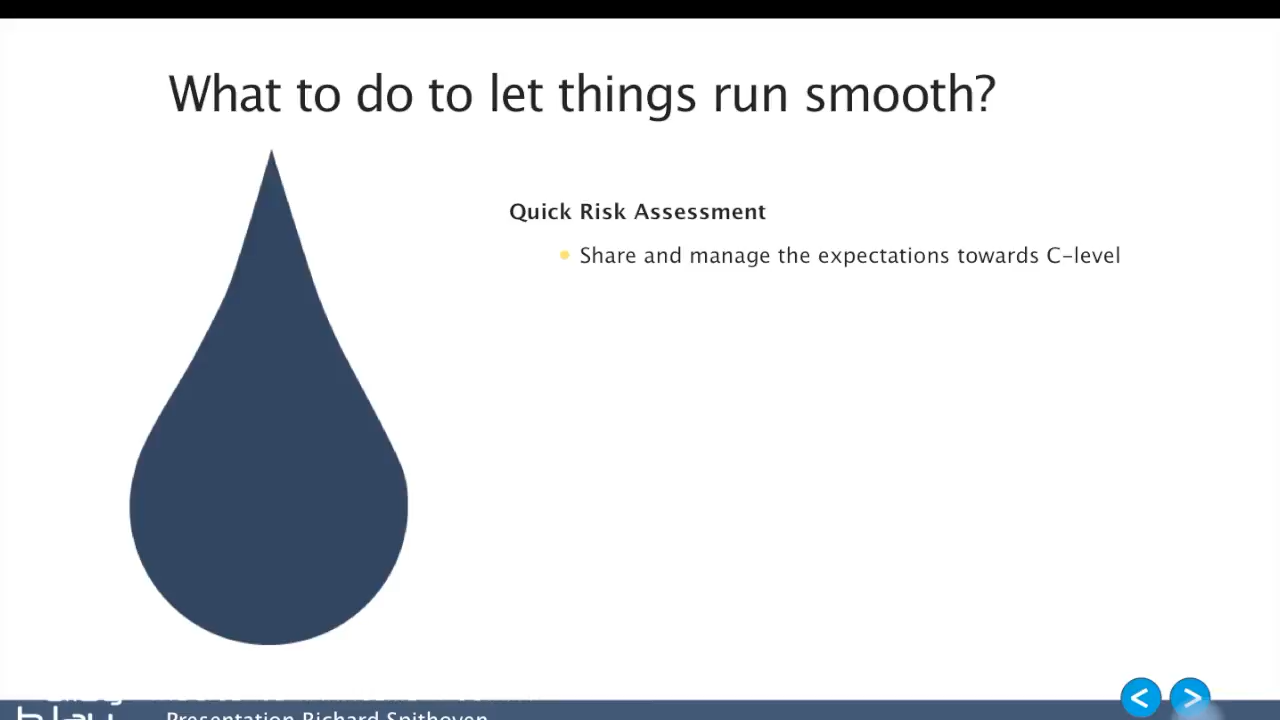 What to do to let things run smooth?
Quick Risk Assessment
Share and manage the expectations towards C-level
Presentation Richard Spithoven